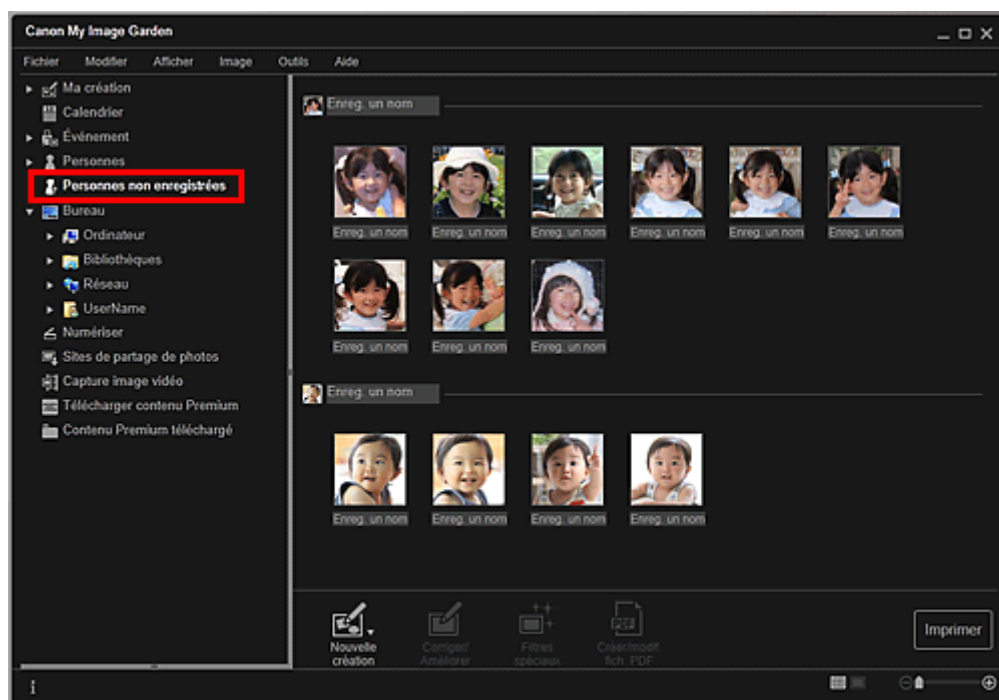 Canon My Image Garden
Fichier Modifier Afficher Image Outils Aide
Ma création
Calendrier
Événement
Personnes
Personnes non enregistrées
Bureau
Ordinateur
Bibliothèques
Réseau
UserName
Numériser
Sites de partage de photos
Capture image vidéo
Télécharger contenu Premium
Contenu Premium téléchargé
Enreg. un nom
Enreg. un nom Enreg. un nom Enreg. un nom Enreg. un nom Enreg. un nom Enreg. un nom
Enreg. un nom Enreg. un nom Enreg. un nom
Enreg. un nom
Enreg. un nom Enreg. un nom Enreg. un nom Enreg. un nom
Nouvelle création
Corriger/ Améliorer
Filtres spéciaux
PDF
Créer/modif. fich. PDF
Imprimer